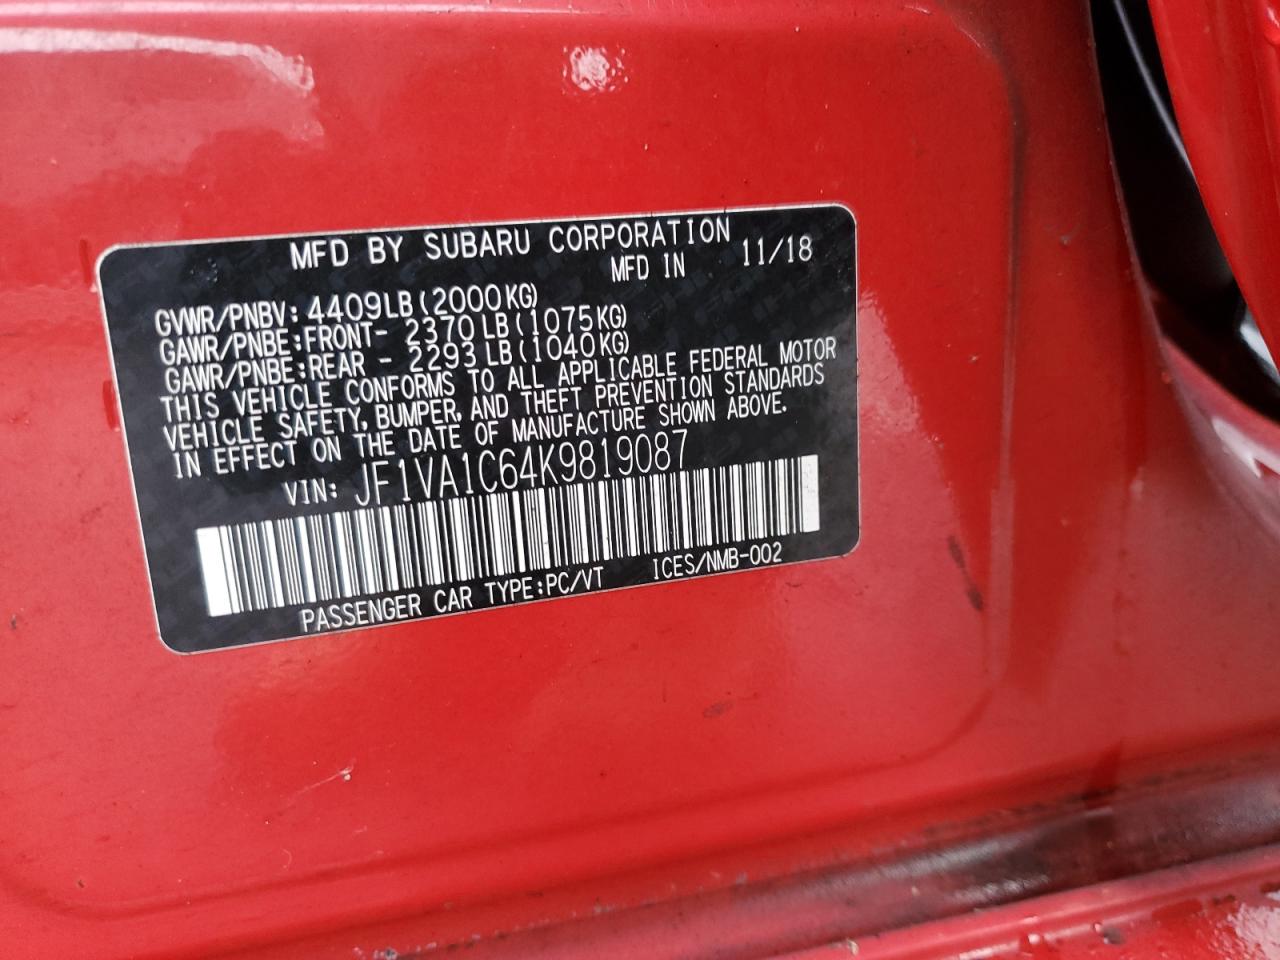 MFD BY SUBARU CORPORATION
MFD IN 11/18
GVWR/PNBV: 4409LB(2000KG)
GAWR/PNBE:FRONT- 2370LB(1075KG)
GAWR/PNBE:REAR - 2293LB(1040KG)
THIS VEHICLE CONFORMS TO ALL APPLICABLE FEDERAL MOTOR
VEHICLE SAFETY, BUMPER, AND THEFT PREVENTION STANDARDS
IN EFFECT ON THE DATE OF MANUFACTURE SHOWN ABOVE.
VIN: JF1VA1C64K9819087
PASSENGER CAR TYPE:PC/VT ICES/NMB-002